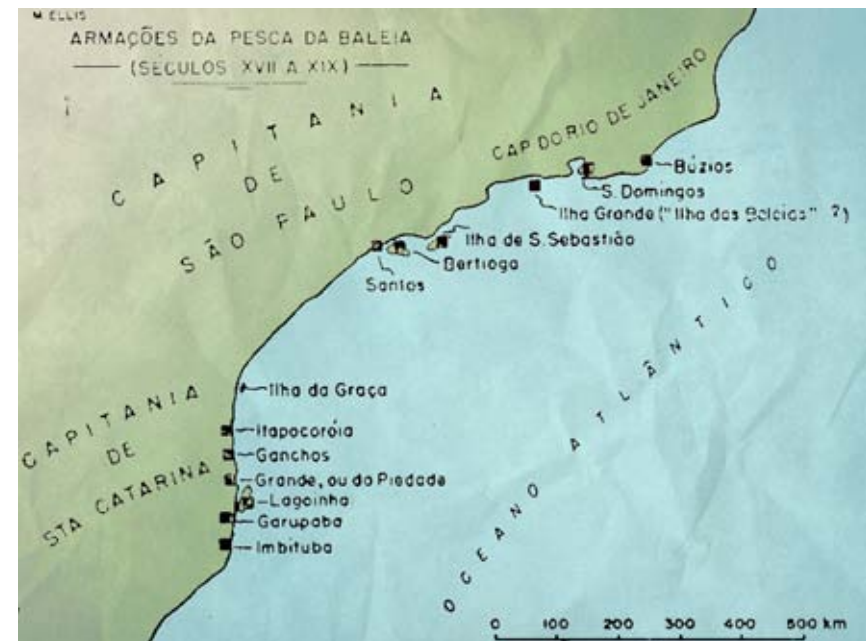 M. ELLIS
ARMAÇÕES DA PESCA DA BALEIA
(SÉCULOS XVII A XIX)
CAPITANIA
DE
SÃO PAULO
CAP DO RIO DE JANEIRO
Búzios
S. Domingos
Ilha Grande ("Ilha das Baleias" ?)
Ilha de S. Sebastião
Bertioga
Santos
OCEANO ATLÂNTICO
Ilha da Graça
CAPITANIA
DE
STA CATARINA
Itapocoróia
Ganchos
Grande, ou da Piedade
Lagoinha
Garupaba
Imbituba
0 100 200 300 400 500 km